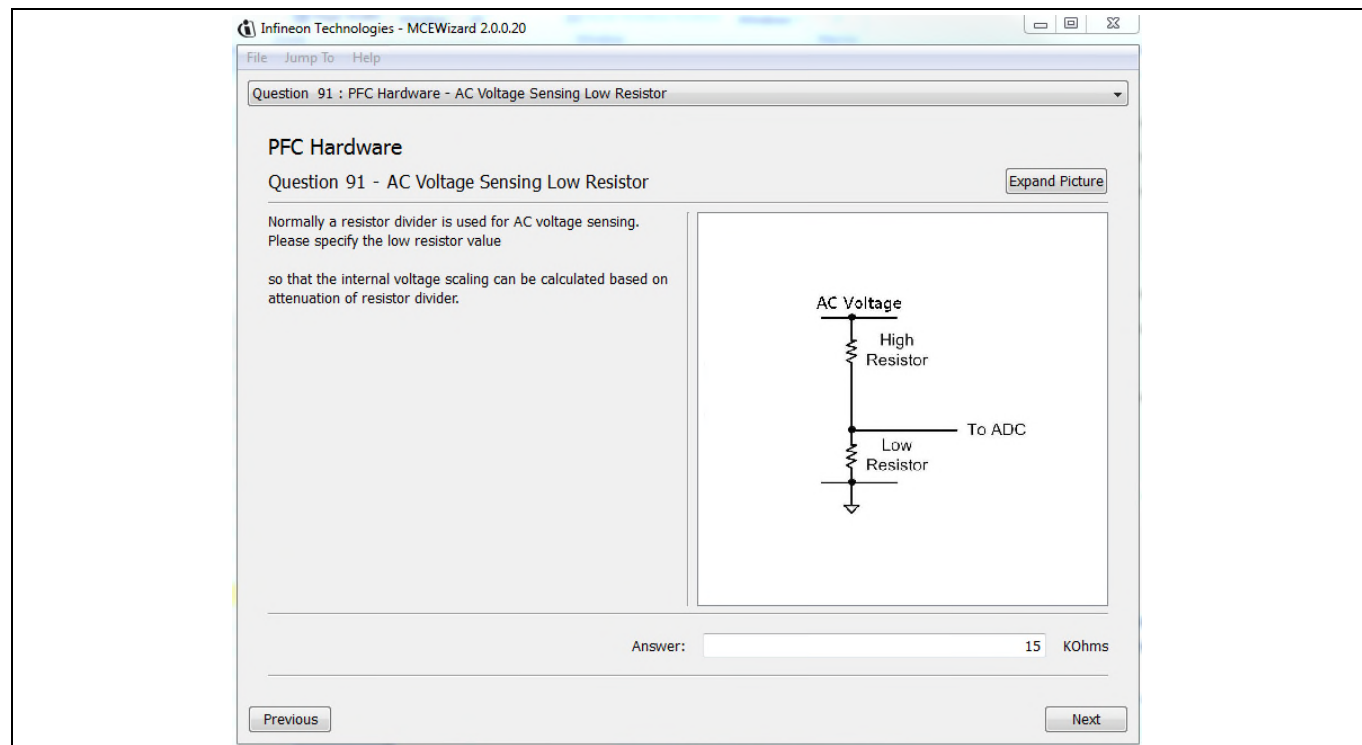 Infineon Technologies - MCEWizard 2.0.0.20
File Jump To Help
Question 91 : PFC Hardware - AC Voltage Sensing Low Resistor
PFC Hardware
Question 91 - AC Voltage Sensing Low Resistor
Expand Picture
Normally a resistor divider is used for AC voltage sensing.
Please specify the low resistor value
so that the internal voltage scaling can be calculated based on
attenuation of resistor divider.
AC Voltage
High
Resistor
To ADC
Low
Resistor
Answer: 15 KOhms
Previous Next